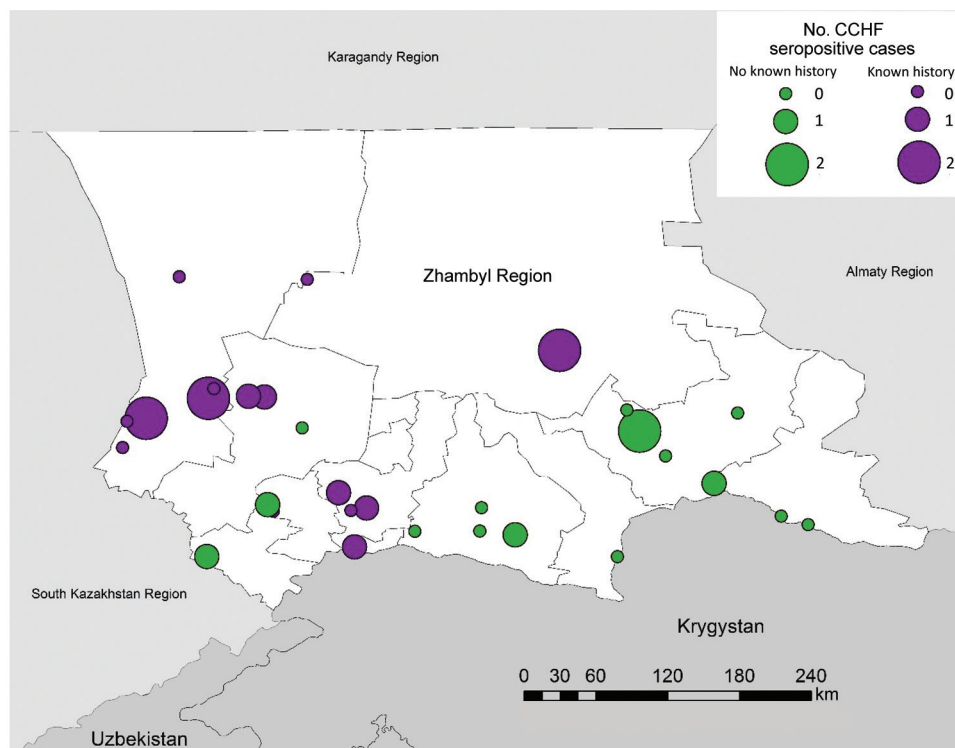 Karagandy Region
No. CCHF
seropositive cases
No known history
Known history
0
0
1
1
2
2
Zhambyl Region
Almaty Region
South Kazakhstan Region
Krygystan
0 30 60 120 180 240
km
Uzbekistan